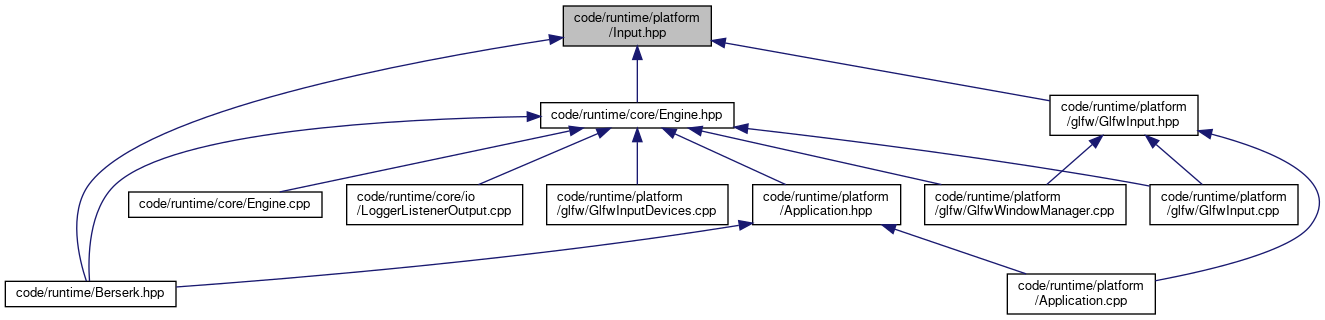 code/runtime/platform
/Input.hpp
code/runtime/core/Engine.hpp
code/runtime/platform
/glfw/GlfwInput.hpp
code/runtime/core/Engine.cpp
code/runtime/core/io
/LoggerListenerOutput.cpp
code/runtime/platform
/glfw/GlfwInputDevices.cpp
code/runtime/platform
/Application.hpp
code/runtime/platform
/glfw/GlfwWindowManager.cpp
code/runtime/platform
/glfw/GlfwInput.cpp
code/runtime/Berserk.hpp
code/runtime/platform
/Application.cpp